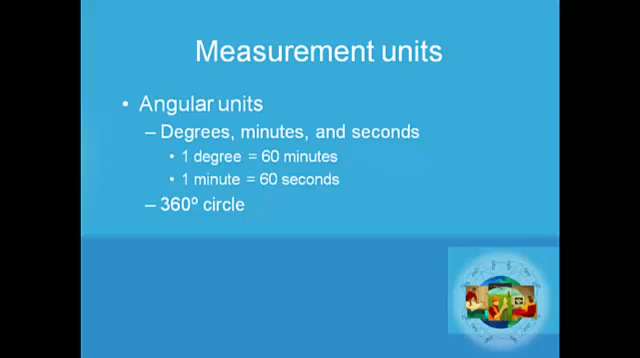 Measurement units
• Angular units
– Degrees, minutes, and seconds
• 1 degree = 60 minutes
• 1 minute = 60 seconds
– 360º circle